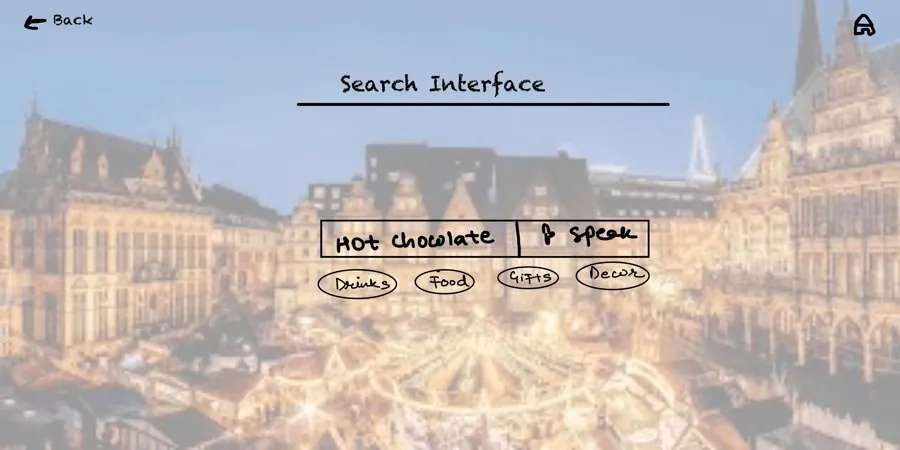 Back
Search Interface
Hot chocolate
Speak
Drinks Food Gifts Decor